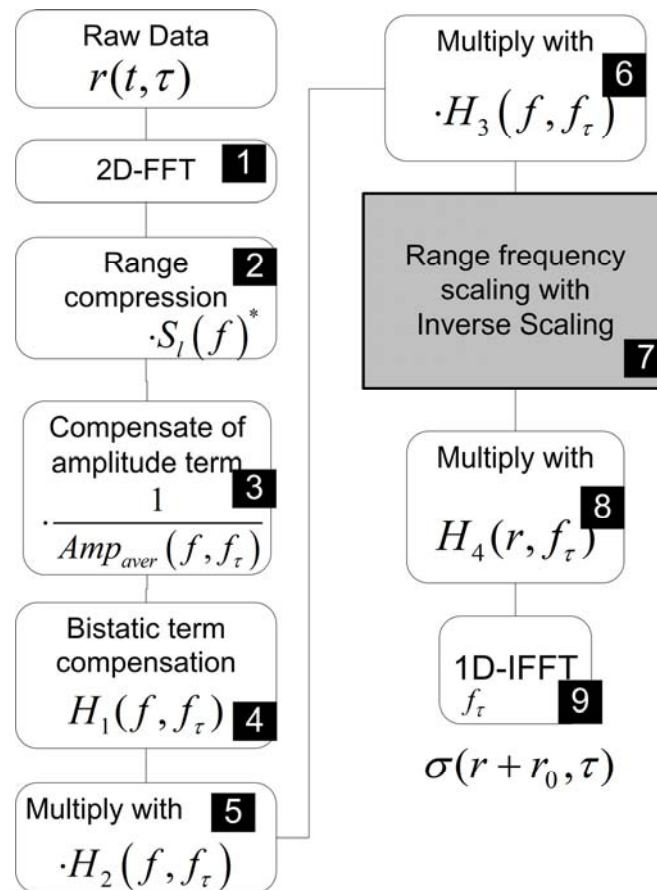 Raw Data
r(t,τ)
2D-FFT
1
Range
compression
2
·S_l(f)^*
Compensate of
amplitude term
3
· 1 / Amp_{aver}(f,f_τ)
Bistatic term
compensation
H_1(f,f_τ)
4
Multiply with
5
·H_2(f,f_τ)
Multiply with
6
·H_3(f,f_τ)
Range frequency
scaling with
Inverse Scaling
7
Multiply with
8
H_4(r,f_τ)
1D-IFFT
f_τ
9
σ(r+r_0,τ)